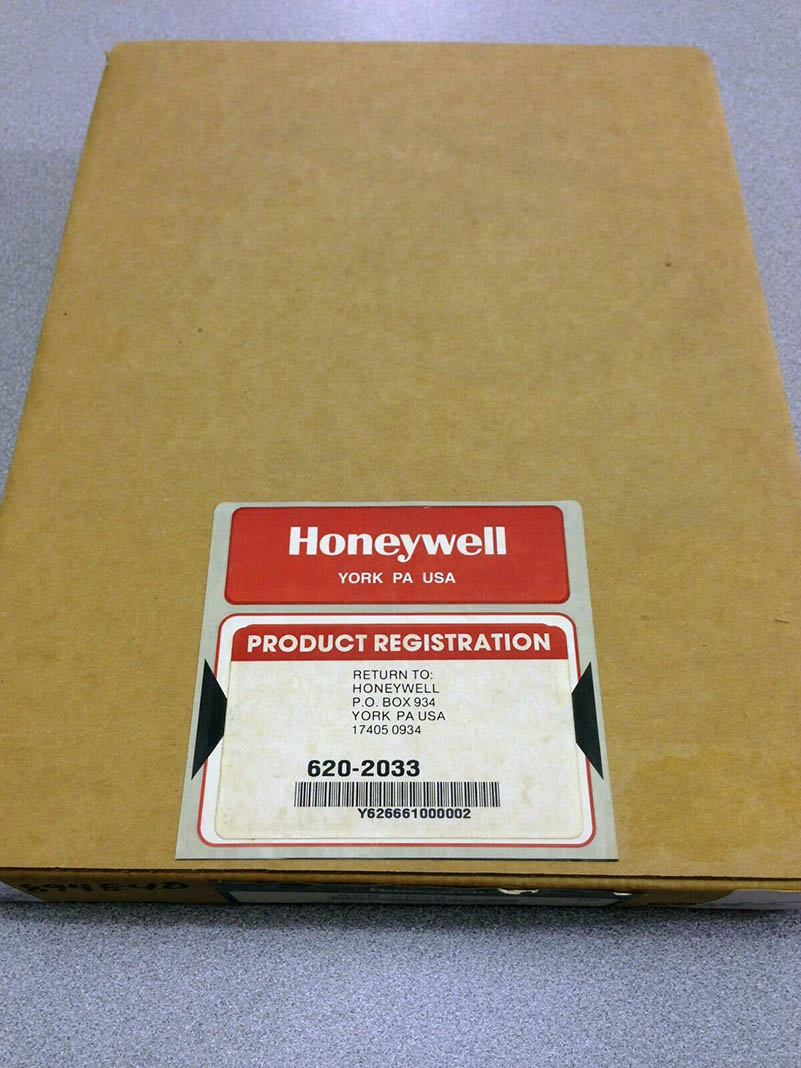 Honeywell
YORK PA USA
PRODUCT REGISTRATION
RETURN TO:
HONEYWELL
P.O. BOX 934
YORK PA USA
17405 0934
620-2033
Y626661000002